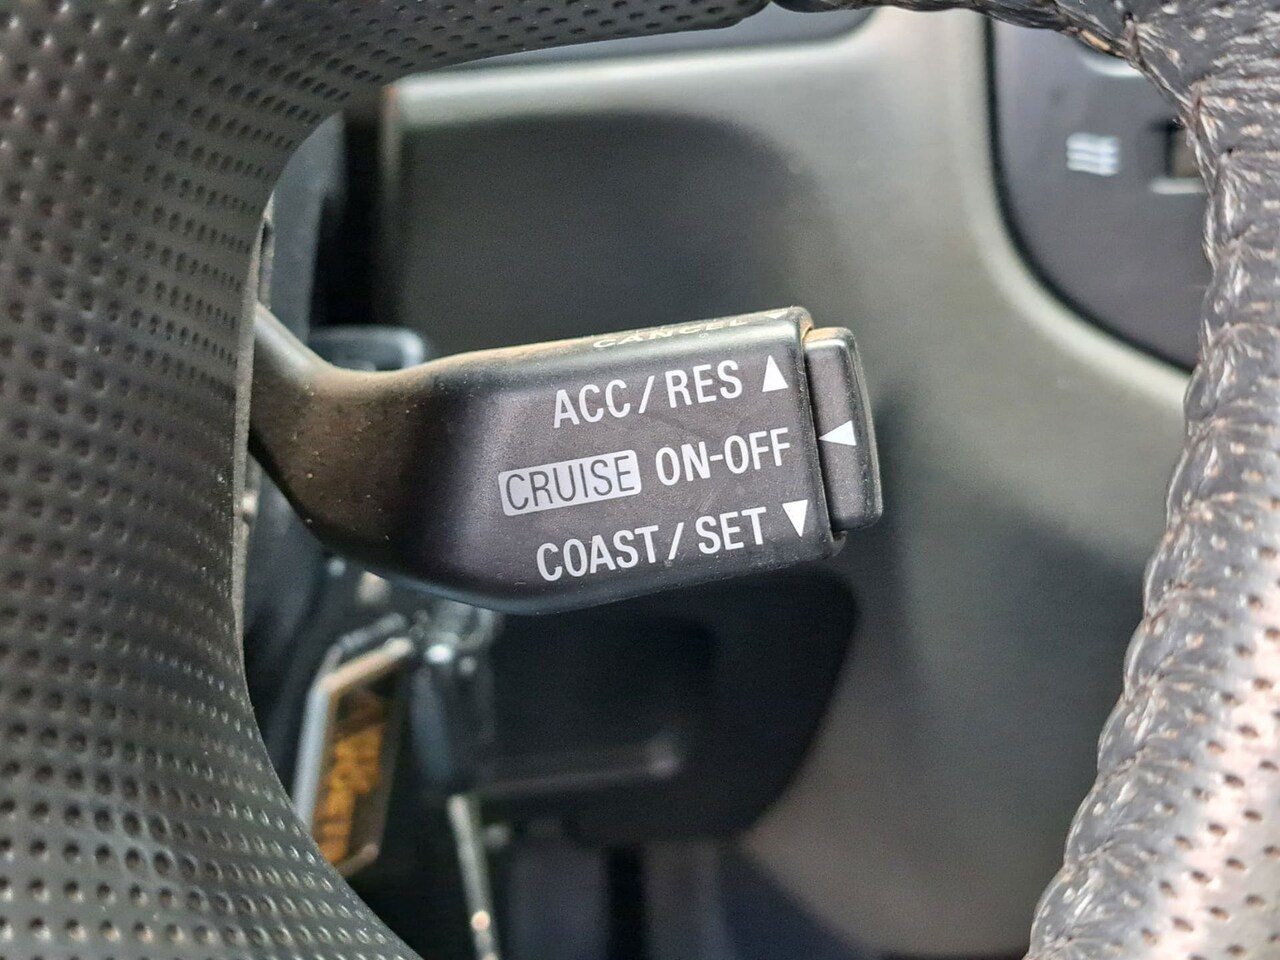 CANCEL
ACC/RES ▲
CRUISE ON-OFF ◀
COAST/SET ▼